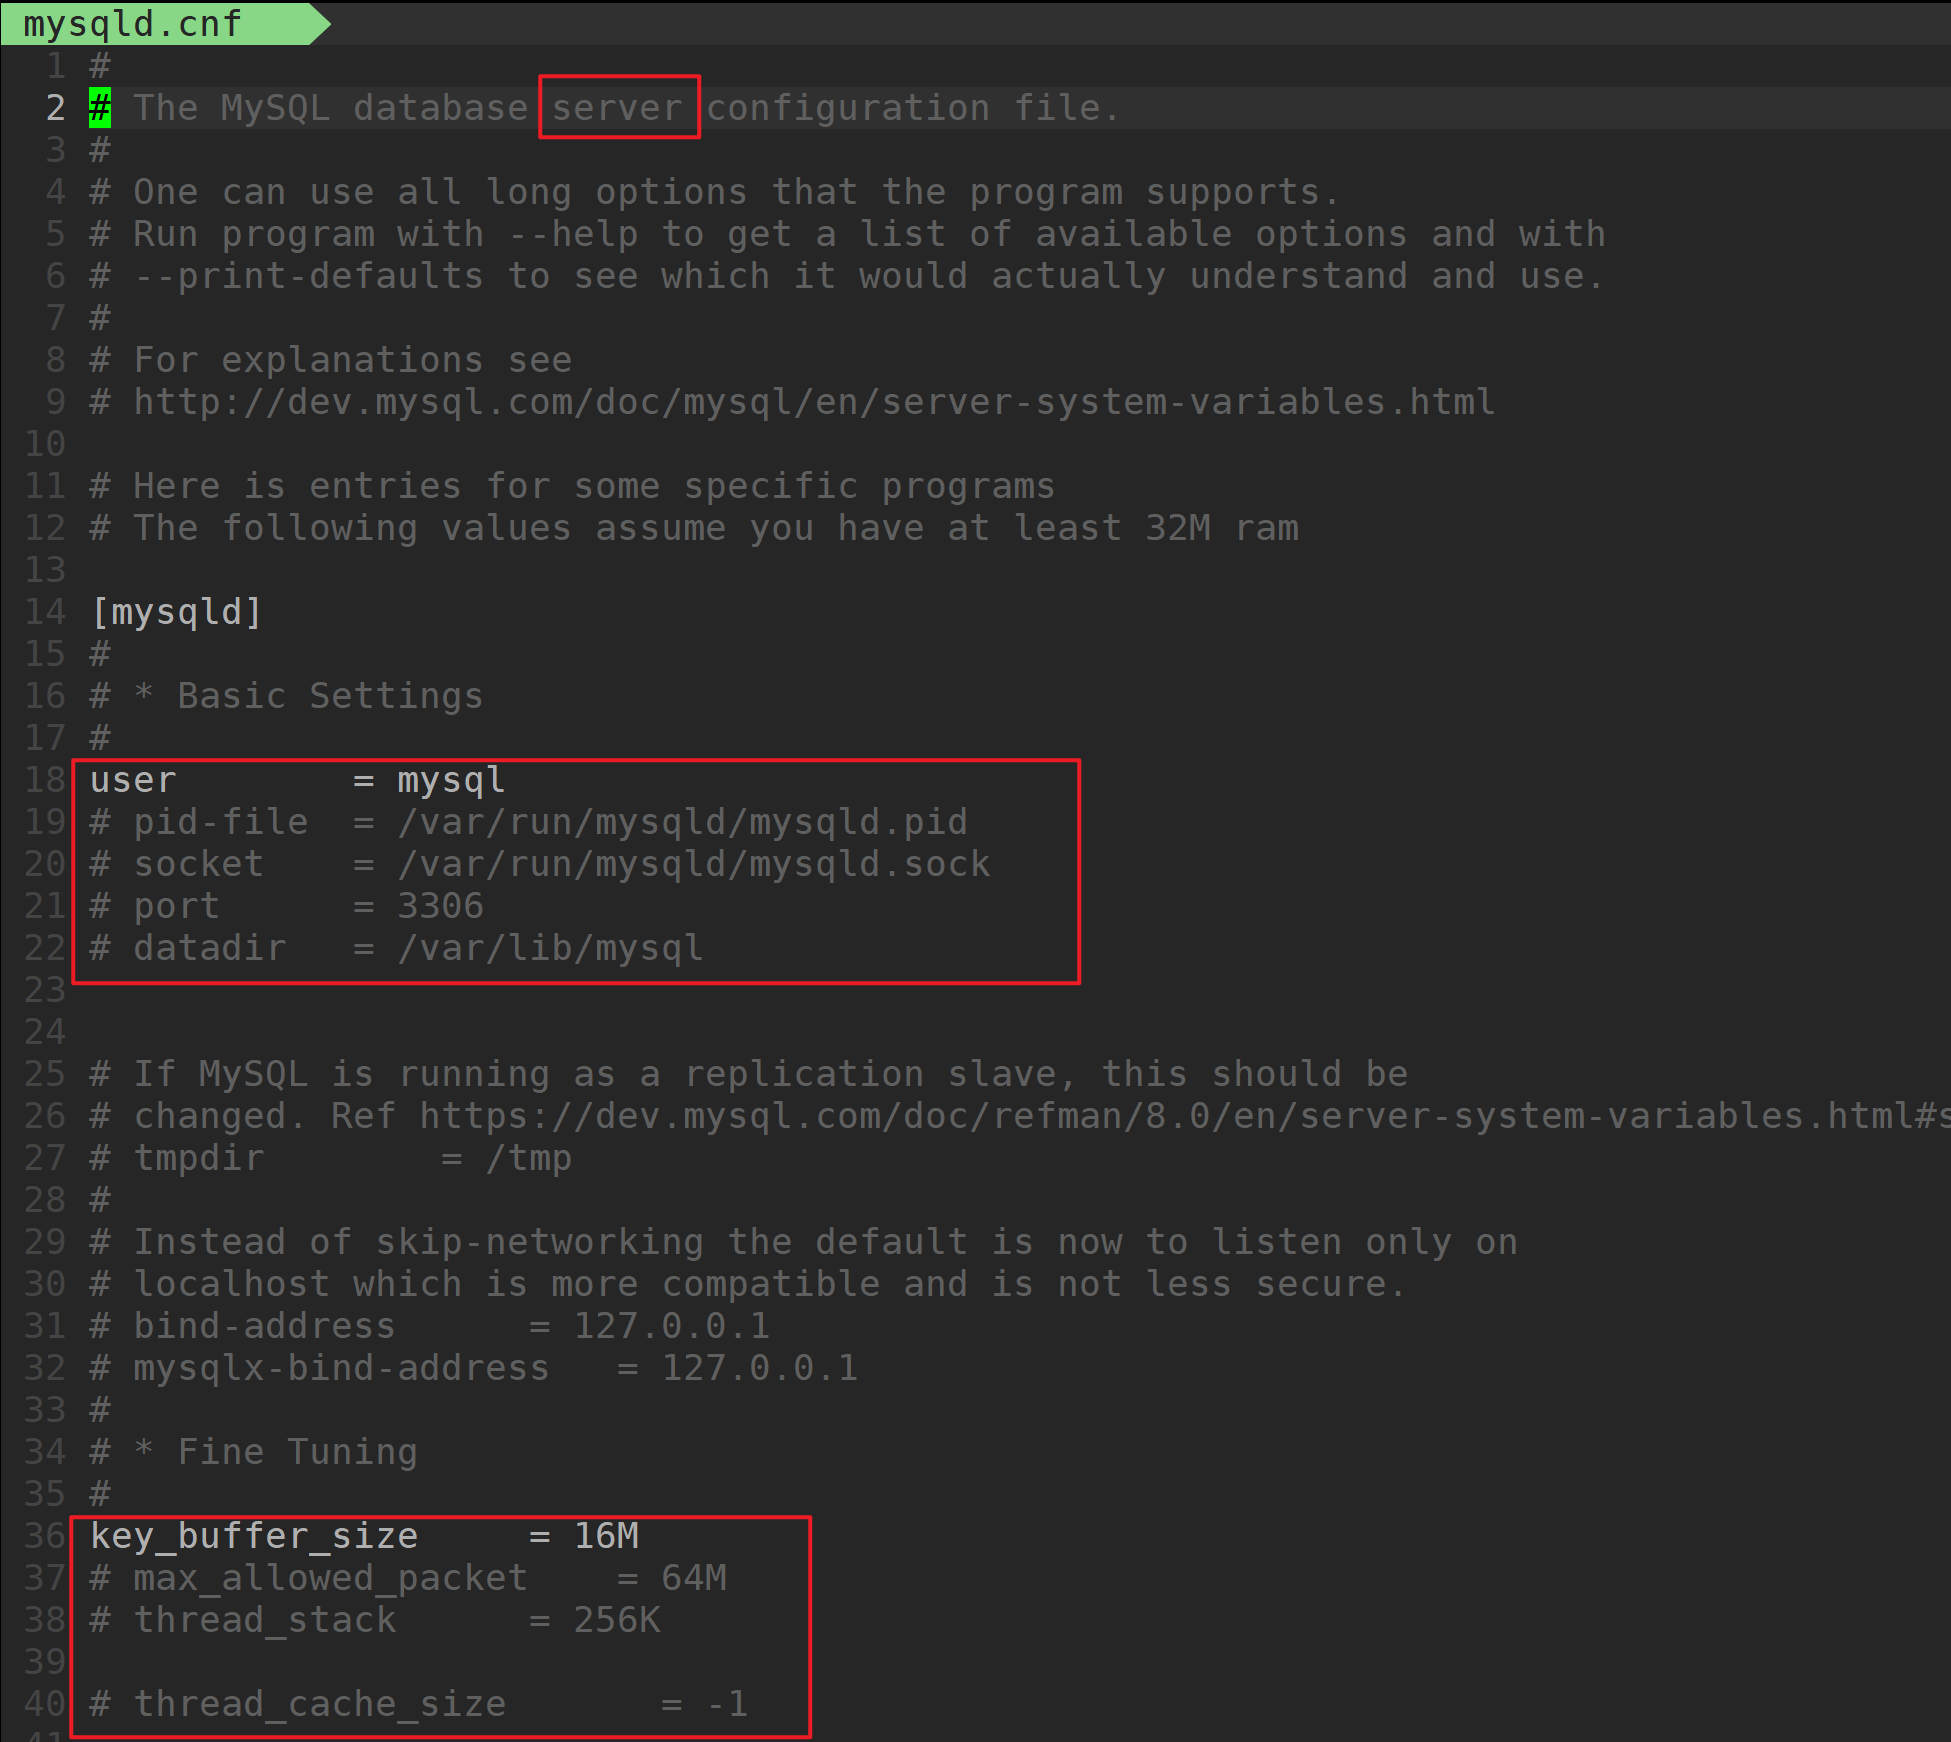 mysqld.cnf
1 #
2 # The MySQL database server configuration file.
3 #
4 # One can use all long options that the program supports.
5 # Run program with --help to get a list of available options and with
6 # --print-defaults to see which it would actually understand and use.
7 #
8 # For explanations see
9 # http://dev.mysql.com/doc/mysql/en/server-system-variables.html
10
11 # Here is entries for some specific programs
12 # The following values assume you have at least 32M ram
13
14 [mysqld]
15 #
16 # * Basic Settings
17 #
18 user        = mysql
19 # pid-file  = /var/run/mysqld/mysqld.pid
20 # socket    = /var/run/mysqld/mysqld.sock
21 # port      = 3306
22 # datadir   = /var/lib/mysql
23
24
25 # If MySQL is running as a replication slave, this should be
26 # changed. Ref https://dev.mysql.com/doc/refman/8.0/en/server-system-variables.html#s
27 # tmpdir        = /tmp
28 #
29 # Instead of skip-networking the default is now to listen only on
30 # localhost which is more compatible and is not less secure.
31 # bind-address      = 127.0.0.1
32 # mysqlx-bind-address   = 127.0.0.1
33 #
34 # * Fine Tuning
35 #
36 key_buffer_size     = 16M
37 # max_allowed_packet    = 64M
38 # thread_stack      = 256K
39
40 # thread_cache_size       = -1
41